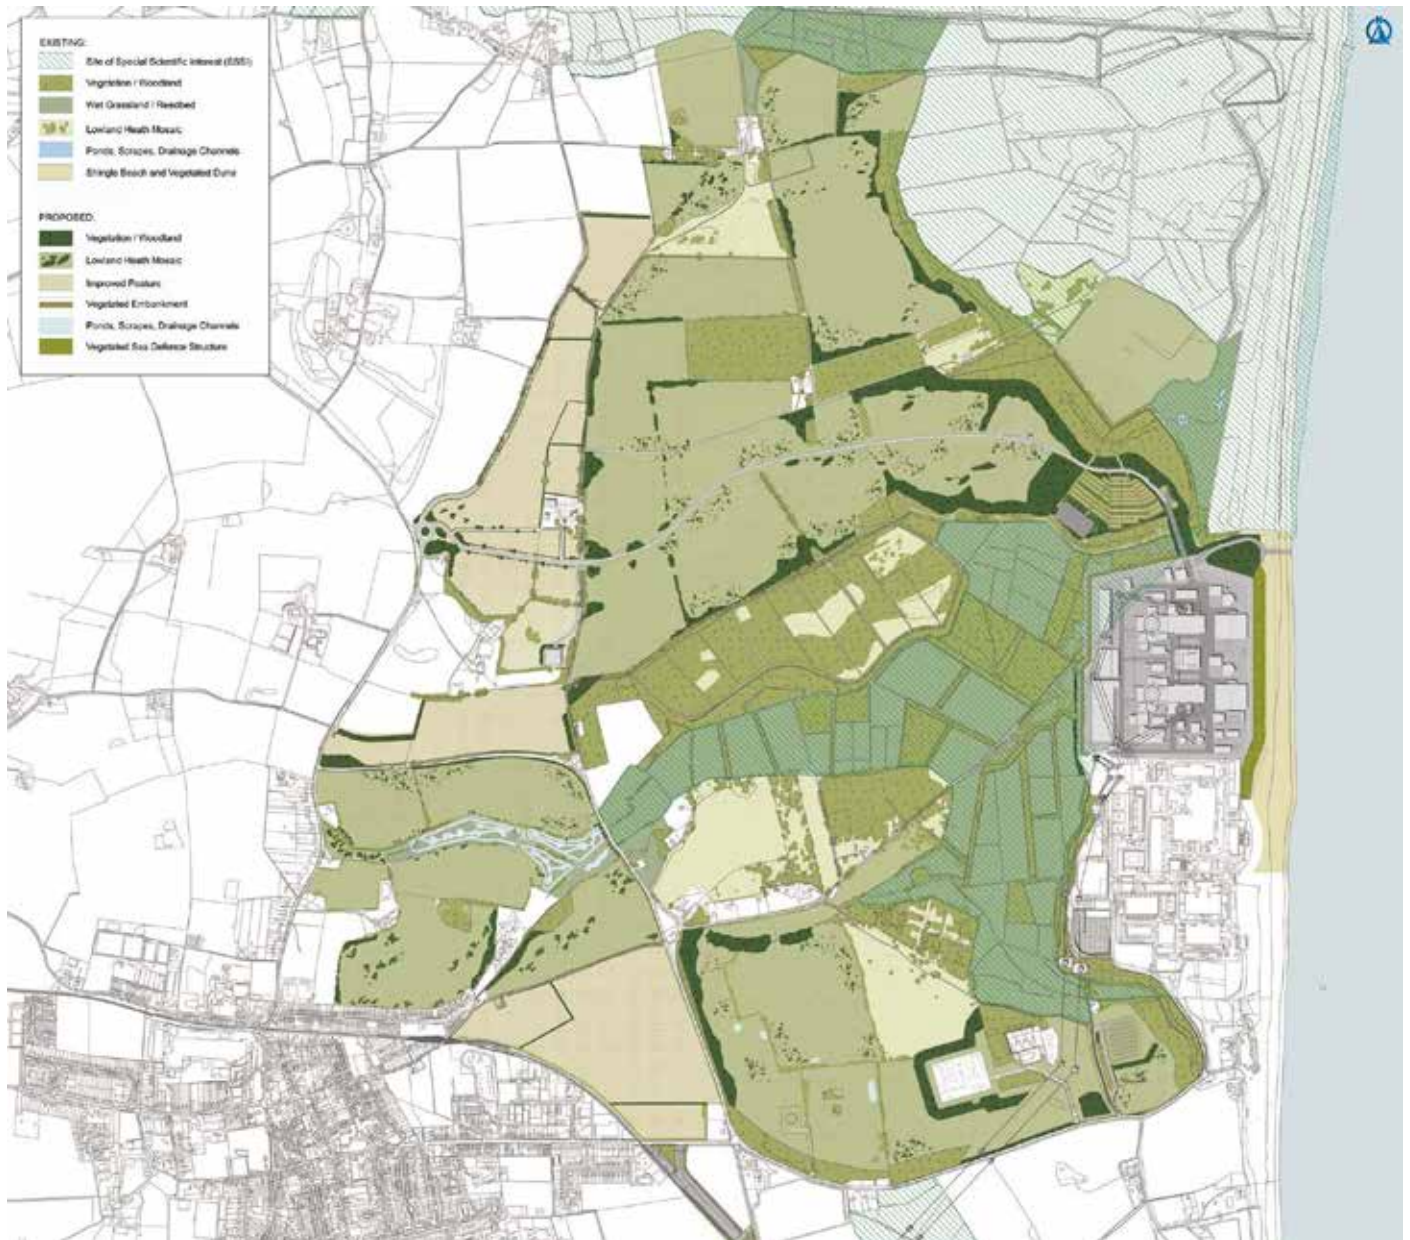 EXISTING:
Site of Special Scientific Interest (SSSI)
Vegetation / Woodland
Wet Grassland / Reedbed
Lowland Heath Mosaic
Ponds, Scrapes, Drainage Channels
Shingle Beach and Vegetated Dune
PROPOSED:
Vegetation / Woodland
Lowland Heath Mosaic
Improved Pasture
Vegetated Embankment
Ponds, Scrapes, Drainage Channels
Vegetated Sea Defence Structure